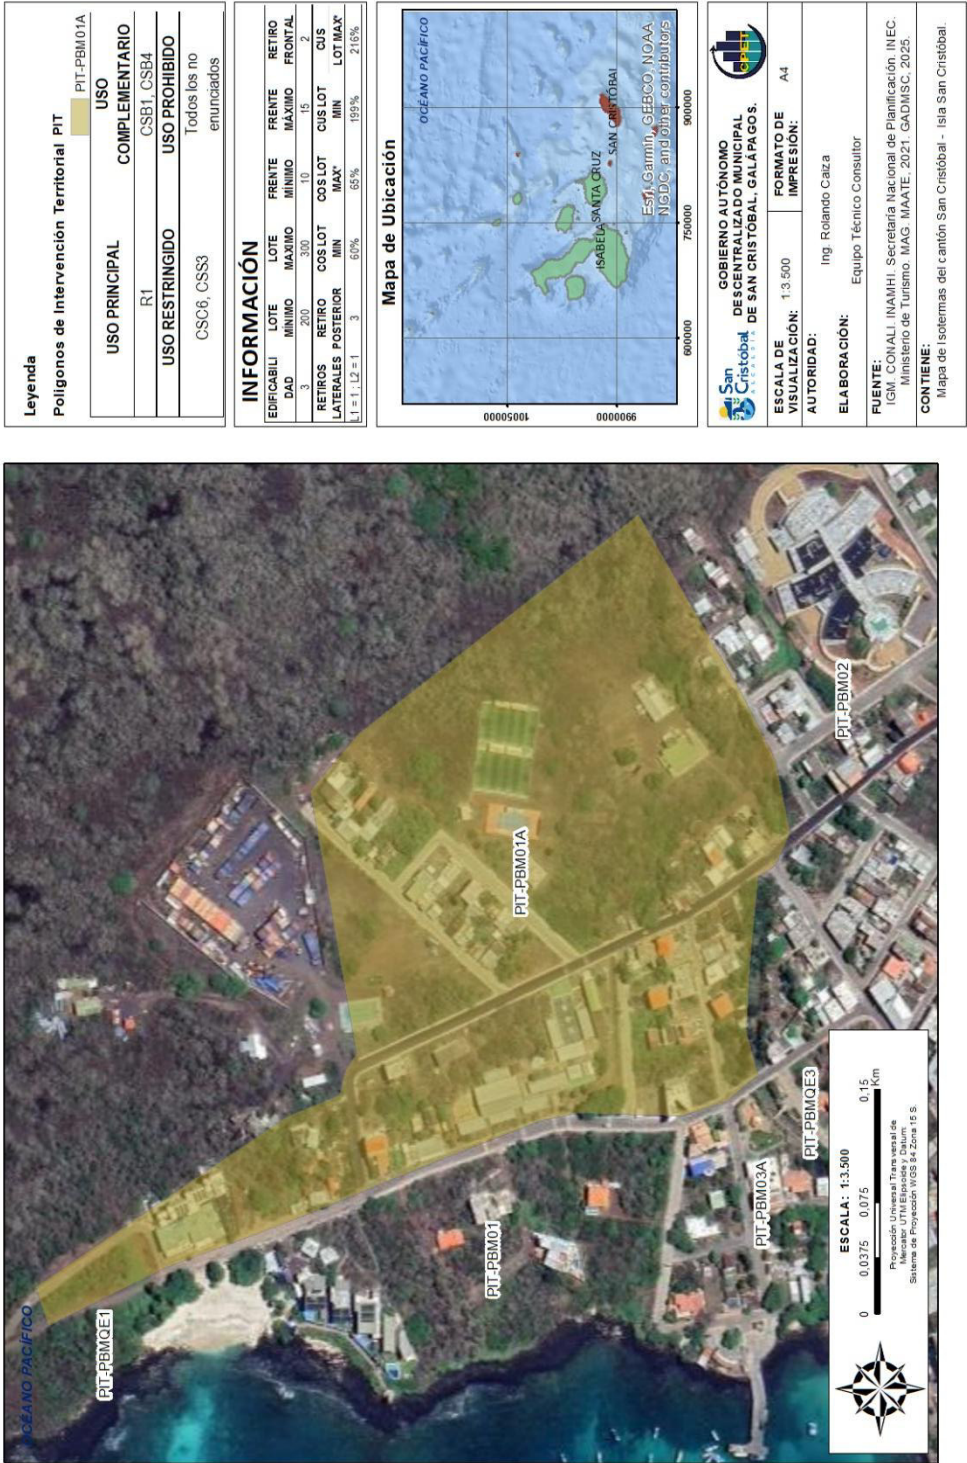 OCÉANO PACÍFICO
PIT-PBMQE1
PIT-PBM01
PIT-PBM01A
PIT-PBM02
PIT-PBM03A
PIT-PBMQE3
ESCALA: 1:3.500
0 0,0375 0,075 0,15
Km
Proyección Universal Transversal de
Mercator UTM Elipsoide y Datum:
Sistema de Proyección WGS 84 Zona 15 S.
Leyenda
Polígonos de Intervención Territorial PIT
PIT-PBM01A
USO PRINCIPAL USO COMPLEMENTARIO
R1 CSB1, CSB4
USO RESTRINGIDO USO PROHIBIDO
CSC6, CSS3 Todos los no
enunciados
INFORMACIÓN
EDIFICABILI DAD LOTE MÍNIMO LOTE MAXIMO FRENTE MÍNIMO FRENTE MÁXIMO RETIRO FRONTAL
3 200 300 10 15 2
RETIROS LATERALES RETIRO POSTERIOR COS LOT MIN COS LOT MAX* CUS LOT MIN CUS LOT MAX*
L1 = 1 ; L2 = 1 3 60% 65% 199% 216%
Mapa de Ubicación
OCÉANO PACÍFICO
ISABELA
SANTA CRUZ
SAN CRISTÓBAL
Esri, Garmin, GEBCO, NOAA
NGDC, and other contributors
600000 750000 900000
10005000
9990000
San
Cristóbal
ALCALDÍA
GOBIERNO AUTÓNOMO
DESCENTRALIZADO MUNICIPAL
DE SAN CRISTÓBAL, GALÁPAGOS.
CPET
ESCALA DE
VISUALIZACIÓN: 1:3.500
FORMATO DE
IMPRESIÓN: A4
AUTORIDAD:
Ing. Rolando Caiza
ELABORACIÓN:
Equipo Técnico Consultor
FUENTE:
IGM. CONALI. INAMHI. Secretaría Nacional de Planificación. INEC.
Ministerio de Turismo. MAG. MAATE, 2021. GADMSC, 2025.
CONTIENE:
Mapa de Isotermas del cantón San Cristóbal - Isla San Cristóbal.